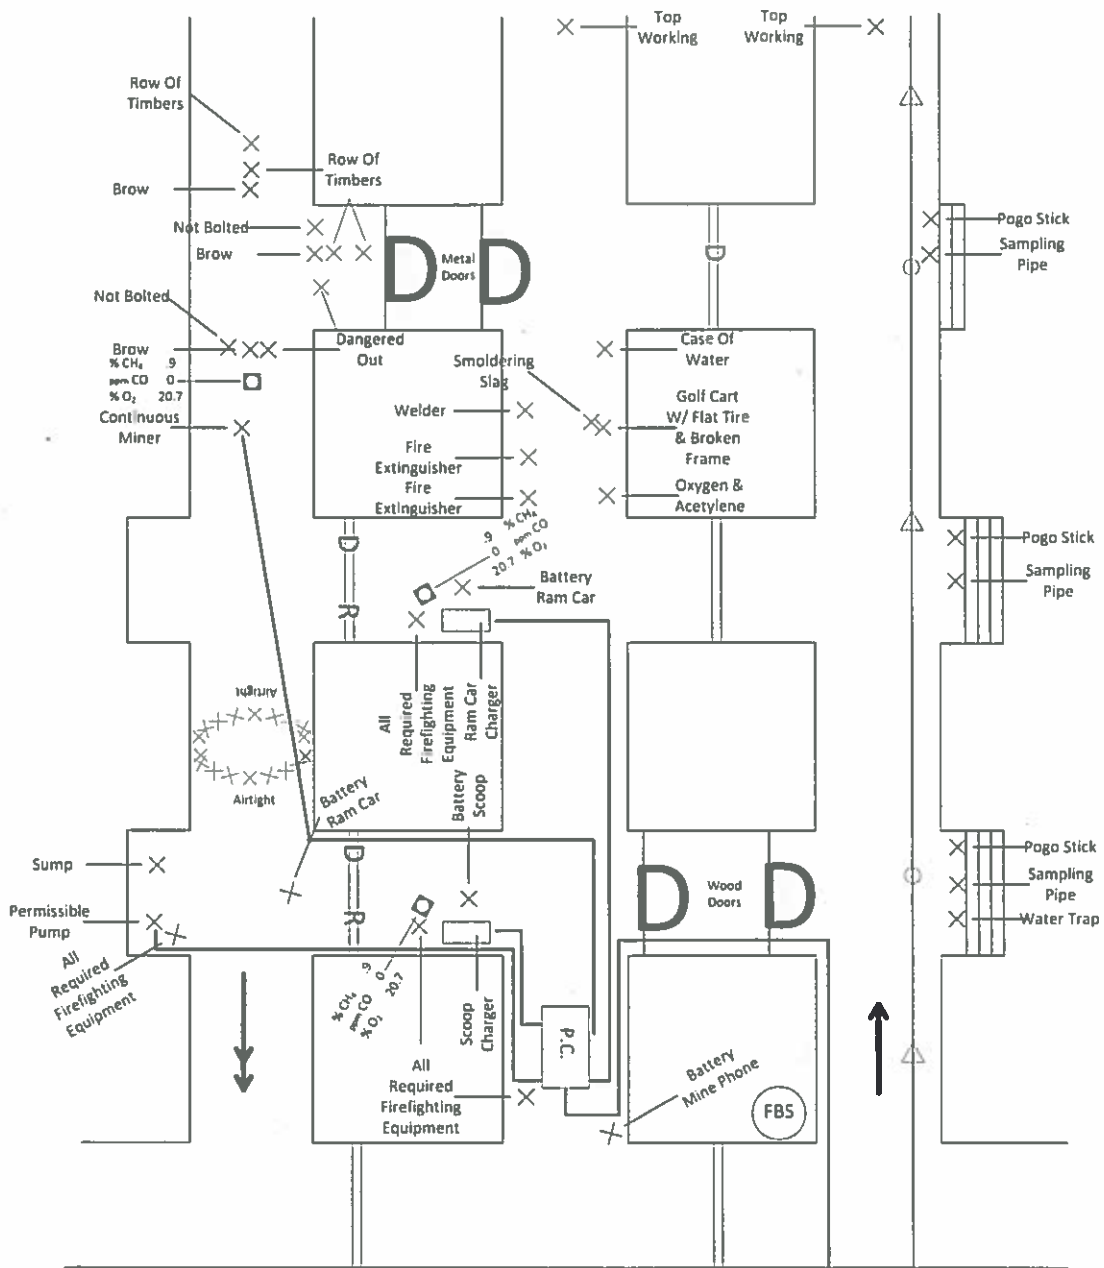 Top
Working
Top
Working
Row Of
Timbers
Row Of
Timbers
Brow
Not Bolted
Brow
D
Metal
Doors
D
D
Pogo Stick
Sampling
Pipe
Not Bolted
Brow
Dangered
Out
% CH₄ .9
ppm CO 0
% O₂ 20.7
Continuous
Miner
Smoldering
Slag
Case Of
Water
Welder
Golf Cart
W/ Flat Tire
& Broken
Frame
Fire
Extinguisher
Fire
Extinguisher
Oxygen &
Acetylene
.9 % CH₄
0 ppm CO
20.7 % O₂
D
R
Battery
Ram Car
Pogo Stick
Sampling
Pipe
All
Required
Firefighting
Equipment
Ram Car
Charger
Airtight
Airtight
Battery
Ram Car
Battery
Scoop
Sump
Permissible
Pump
All
Required
Firefighting
Equipment
D
R
D
Wood
Doors
D
Pogo Stick
Sampling
Pipe
Water Trap
% CH₄ .9
ppm CO 0
% O₂ 20.7
Scoop
Charger
P.C.
All
Required
Firefighting
Equipment
Battery
Mine Phone
FBS